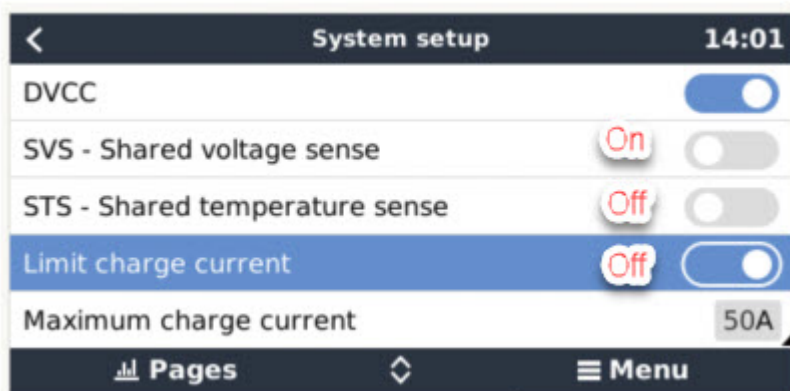 System setup 14:01
DVCC
SVS - Shared voltage sense On
STS - Shared temperature sense Off
Limit charge current Off
Maximum charge current 50A
Pages Menu